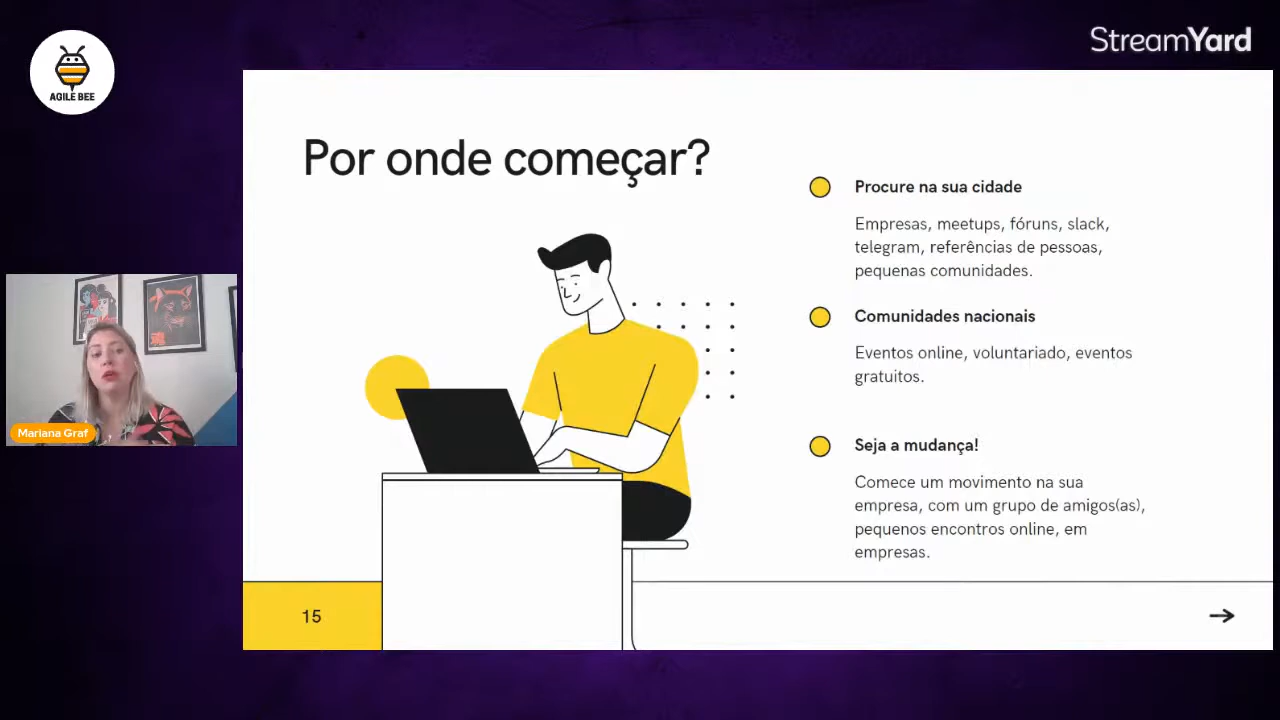 AGILE BEE
StreamYard
Por onde começar?
Procure na sua cidade
Empresas, meetups, fóruns, slack,
telegram, referências de pessoas,
pequenas comunidades.
Comunidades nacionais
Eventos online, voluntariado, eventos
gratuitos.
Seja a mudança!
Comece um movimento na sua
empresa, com um grupo de amigos(as),
pequenos encontros online, em
empresas.
Mariana Graf
15